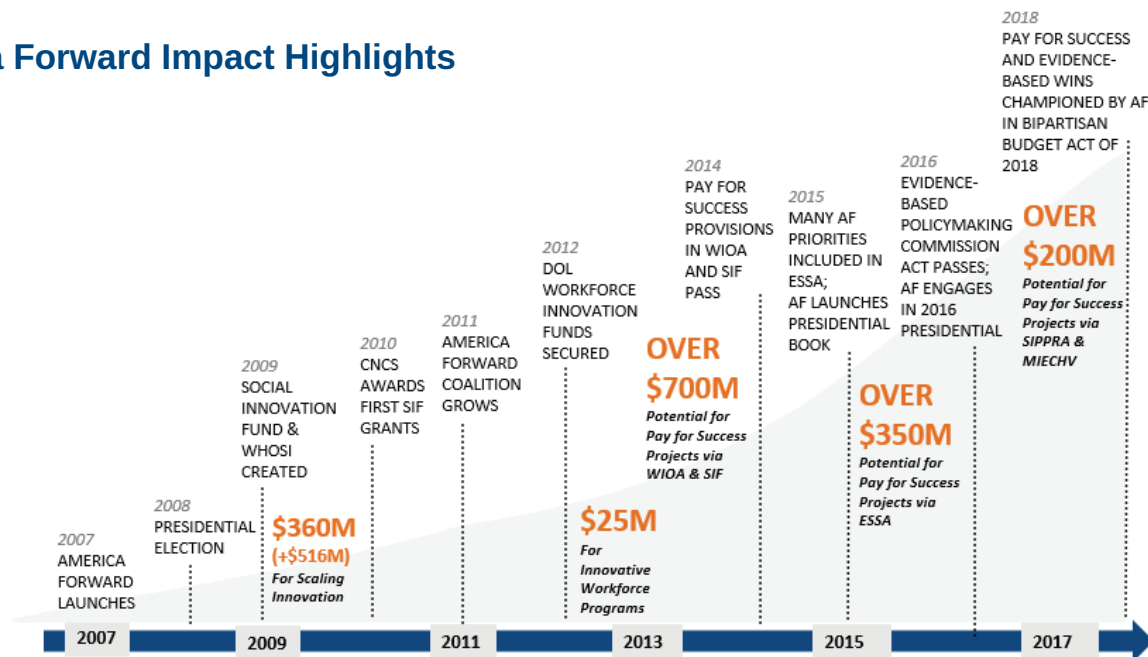 a Forward Impact Highlights
2007
AMERICA
FORWARD
LAUNCHES
2008
PRESIDENTIAL
ELECTION
2009
SOCIAL
INNOVATION
FUND &
WHOSI
CREATED
$360M
(+$516M)
For Scaling
Innovation
2010
CNCS
AWARDS
FIRST SIF
GRANTS
2011
AMERICA
FORWARD
COALITION
GROWS
2012
DOL
WORKFORCE
INNOVATION
FUNDS
SECURED
$25M
For
Innovative
Workforce
Programs
OVER
$700M
Potential for
Pay for Success
Projects via
WIOA & SIF
2014
PAY FOR
SUCCESS
PROVISIONS
IN WIOA
AND SIF
PASS
2015
MANY AF
PRIORITIES
INCLUDED IN
ESSA;
AF LAUNCHES
PRESIDENTIAL
BOOK
OVER
$350M
Potential for
Pay for Success
Projects via
ESSA
2016
EVIDENCE-
BASED
POLICYMAKING
COMMISSION
ACT PASSES;
AF ENGAGES
IN 2016
PRESIDENTIAL
2018
PAY FOR SUCCESS
AND EVIDENCE-
BASED WINS
CHAMPIONED BY AF
IN BIPARTISAN
BUDGET ACT OF
2018
OVER
$200M
Potential for
Pay for Success
Projects via
SIPPRA &
MIECHV
2007
2009
2011
2013
2015
2017